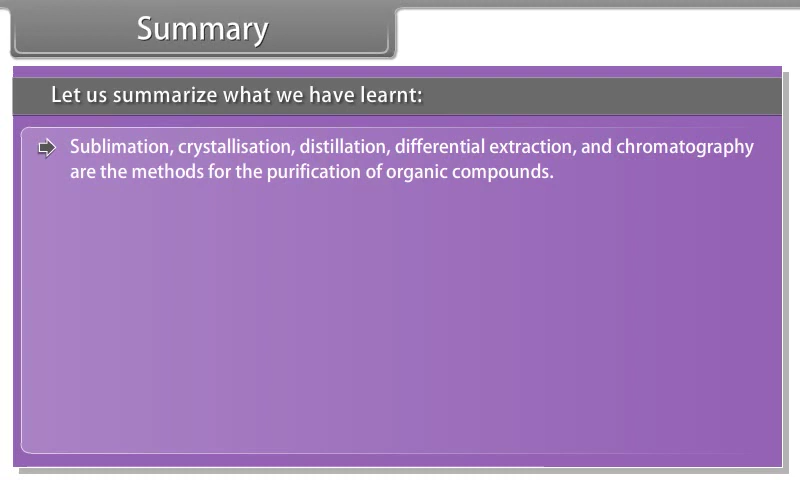 Summary
Let us summarize what we have learnt:
Sublimation, crystallisation, distillation, differential extraction, and chromatography
are the methods for the purification of organic compounds.